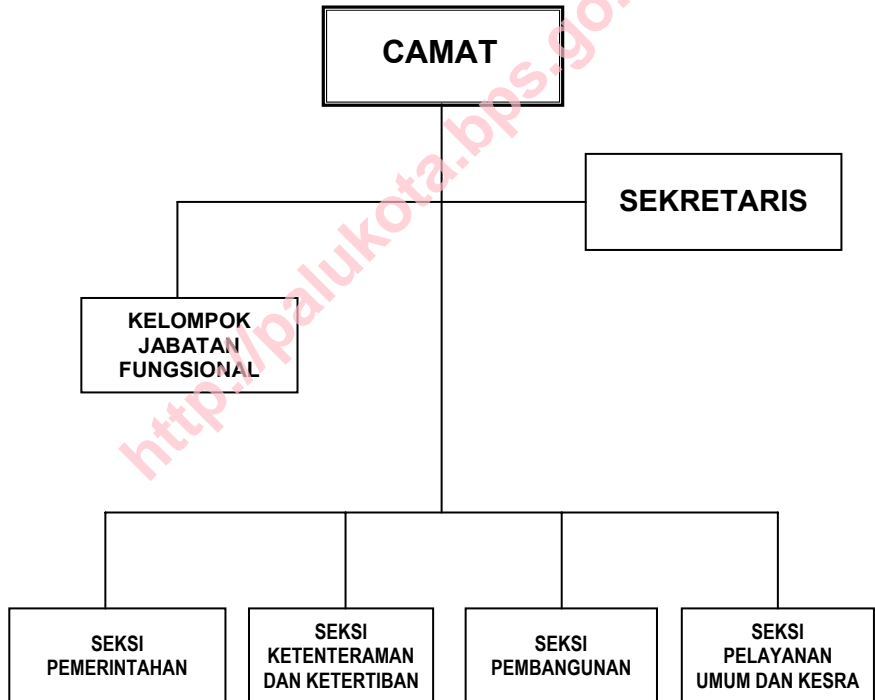 CAMAT
SEKRETARIS
KELOMPOK
JABATAN
FUNGSIONAL
SEKSI
PEMERINTAHAN
SEKSI
KETENTERAMAN
DAN KETERTIBAN
SEKSI
PEMBANGUNAN
SEKSI
PELAYANAN
UMUM DAN KESRA
http://palukota.bps.go.